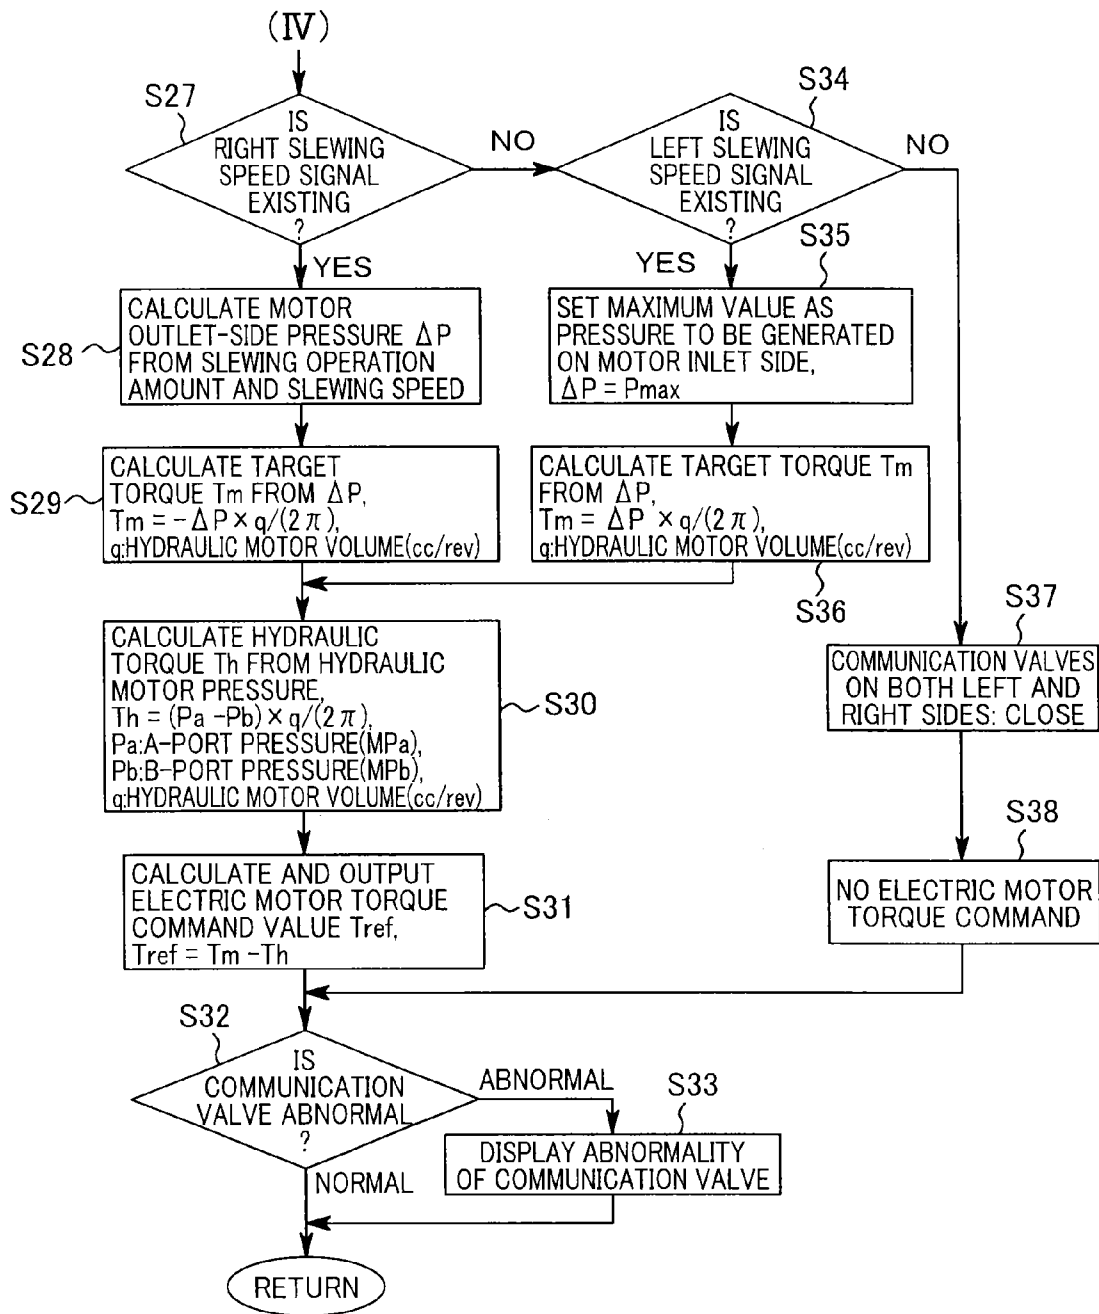 (IV)
S27
IS
RIGHT SLEWING
SPEED SIGNAL
EXISTING
?
NO
YES
S34
IS
LEFT SLEWING
SPEED SIGNAL
EXISTING
?
NO
YES
S28
CALCULATE MOTOR
OUTLET-SIDE PRESSURE ΔP
FROM SLEWING OPERATION
AMOUNT AND SLEWING SPEED
S35
SET MAXIMUM VALUE AS
PRESSURE TO BE GENERATED
ON MOTOR INLET SIDE,
ΔP = Pmax
S29
CALCULATE TARGET
TORQUE Tm FROM ΔP,
Tm = -ΔP × q/(2π),
q:HYDRAULIC MOTOR VOLUME(cc/rev)
CALCULATE TARGET TORQUE Tm
FROM ΔP,
Tm = ΔP × q/(2π),
q:HYDRAULIC MOTOR VOLUME(cc/rev)
S36
S37
COMMUNICATION VALVES
ON BOTH LEFT AND
RIGHT SIDES: CLOSE
CALCULATE HYDRAULIC
TORQUE Th FROM HYDRAULIC
MOTOR PRESSURE,
Th = (Pa -Pb) × q/(2π),
Pa:A-PORT PRESSURE(MPa),
Pb:B-PORT PRESSURE(MPb),
q:HYDRAULIC MOTOR VOLUME(cc/rev)
S30
S38
NO ELECTRIC MOTOR
TORQUE COMMAND
CALCULATE AND OUTPUT
ELECTRIC MOTOR TORQUE
COMMAND VALUE Tref,
Tref = Tm -Th
S31
S32
IS
COMMUNICATION
VALVE ABNORMAL
?
ABNORMAL
NORMAL
S33
DISPLAY ABNORMALITY
OF COMMUNICATION VALVE
RETURN